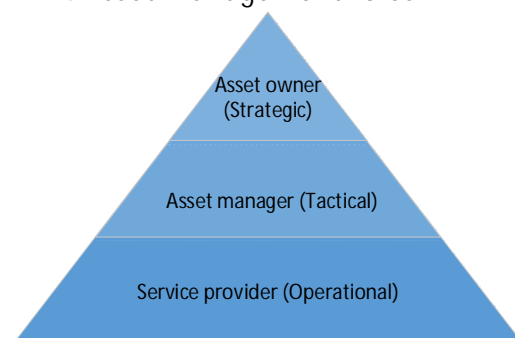 Asset owner
(Strategic)
Asset manager (Tactical)
Service provider (Operational)